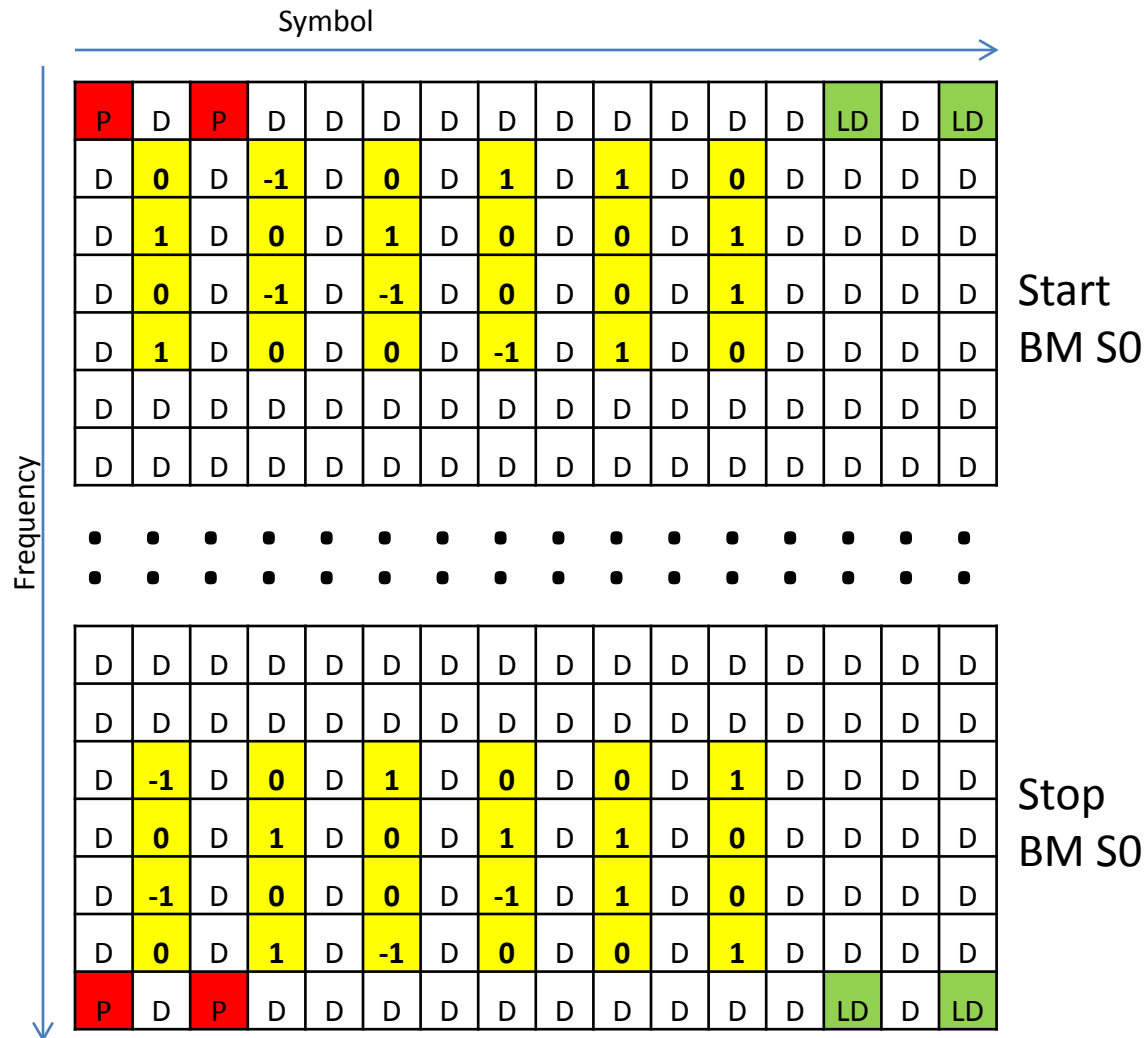 Symbol
P D P D D D D D D D D D D LD D LD
D 0 D -1 D 0 D 1 D 1 D 0 D D D D
D 1 D 0 D 1 D 0 D 0 D 1 D D D D
D 0 D -1 D -1 D 0 D 0 D 1 D D D D
D 1 D 0 D 0 D -1 D 1 D 0 D D D D
D D D D D D D D D D D D D D D D
D D D D D D D D D D D D D D D D
Start
BM S0
Frequency
D D D D D D D D D D D D D D D D
D D D D D D D D D D D D D D D D
D -1 D 0 D 1 D 0 D 0 D 1 D D D D
D 0 D 1 D 0 D 1 D 1 D 0 D D D D
D -1 D 0 D 0 D -1 D 1 D 0 D D D D
D 0 D 1 D -1 D 0 D 0 D 1 D D D D
P D P D D D D D D D D D D LD D LD
Stop
BM S0